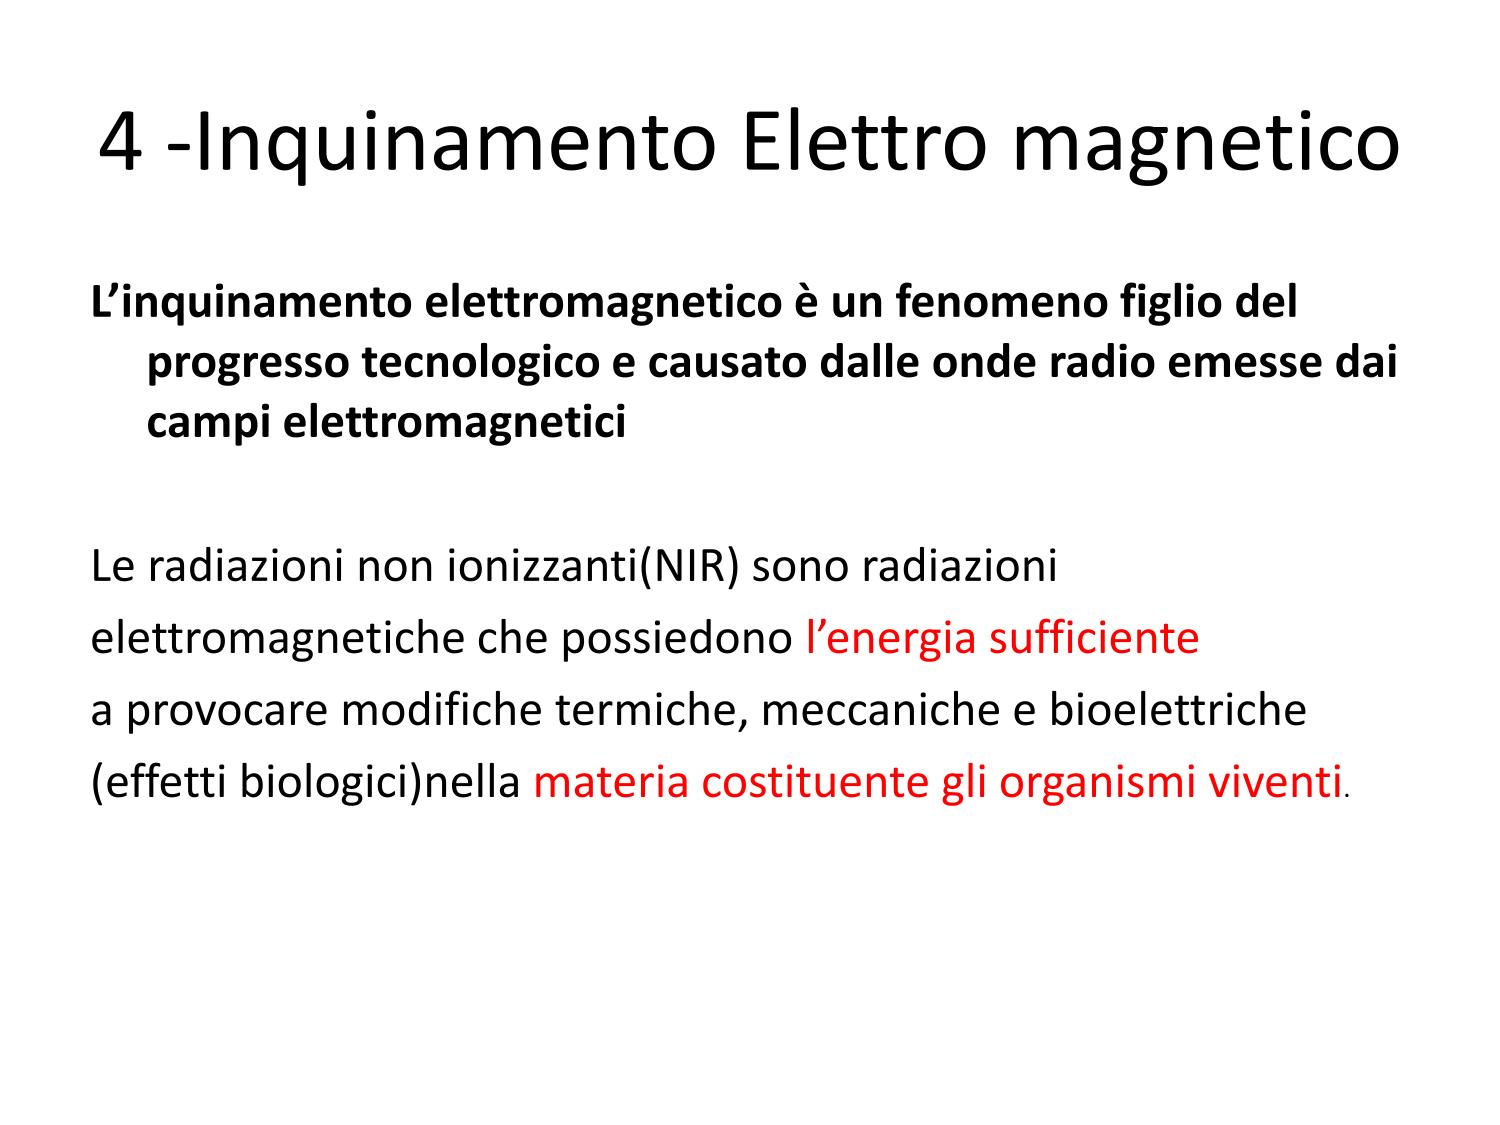 4 -Inquinamento Elettro magnetico
L’inquinamento elettromagnetico è un fenomeno figlio del
progresso tecnologico e causato dalle onde radio emesse dai
campi elettromagnetici
Le radiazioni non ionizzanti(NIR) sono radiazioni
elettromagnetiche che possiedono l’energia sufficiente
a provocare modifiche termiche, meccaniche e bioelettriche
(effetti biologici)nella materia costituente gli organismi viventi.